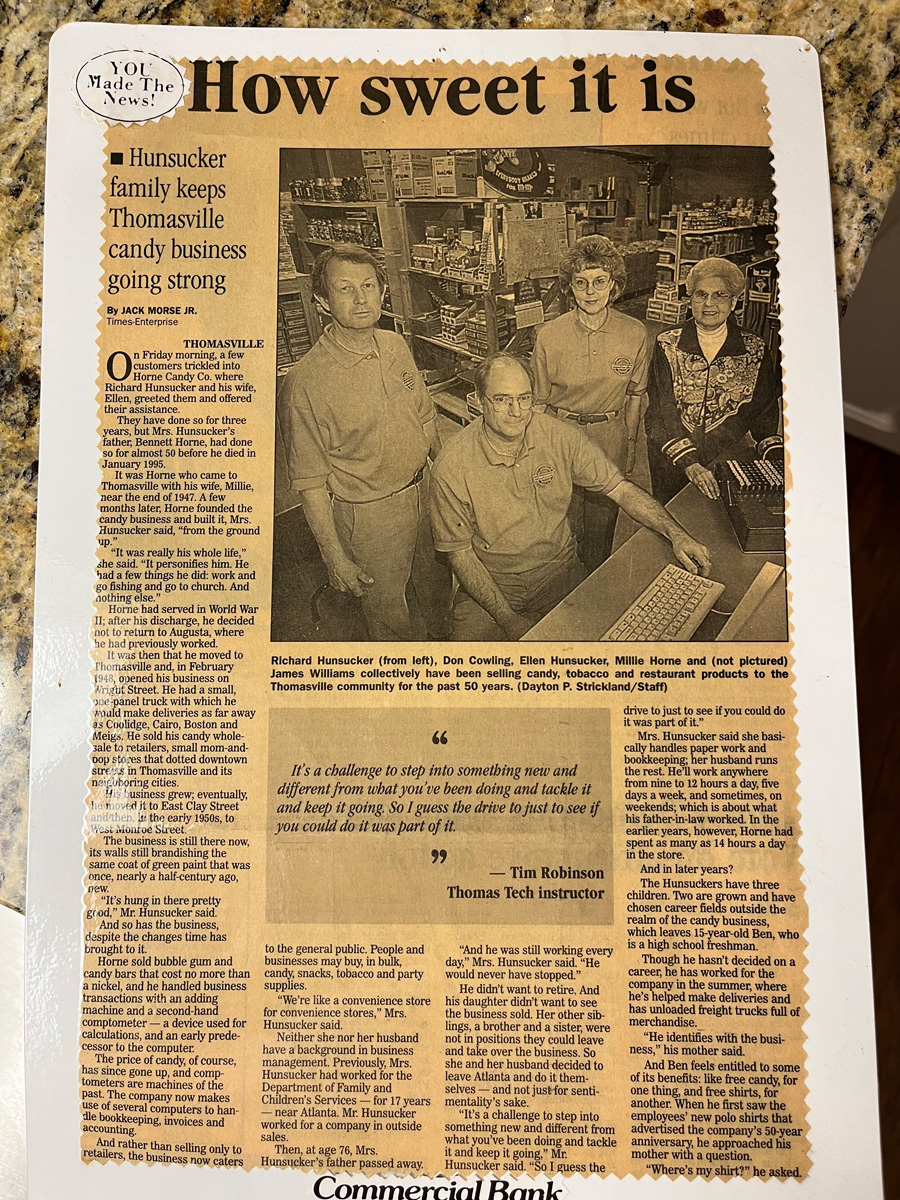 YOU
Made The
News!
How sweet it is
■ Hunsucker
family keeps
Thomasville
candy business
going strong
By JACK MORSE JR.
Times-Enterprise
THOMASVILLE
On Friday morning, a few
customers trickled into
Horne Candy Co. where
Richard Hunsucker and his wife,
Ellen, greeted them and offered
their assistance.
They have done so for three
years, but Mrs. Hunsucker's
father, Bennett Horne, had done
so for almost 50 before he died in
January 1995.
It was Horne who came to
Thomasville with his wife, Millie,
near the end of 1947. A few
months later, Horne founded the
candy business and built it, Mrs.
Hunsucker said, "from the ground
up."
"It was really his whole life,"
she said. "It personifies him. He
had a few things he did: work and
go fishing and go to church. And
nothing else."
Horne had served in World War
II; after his discharge, he decided
not to return to Augusta, where
he had previously worked.
It was then that he moved to
Thomasville and, in February
1948, opened his business on
Wright Street. He had a small,
one-panel truck with which he
would make deliveries as far away
as Coolidge, Cairo, Boston and
Meigs. He sold his candy whole-
sale to retailers, small mom-and-
pop stores that dotted downtown
streets in Thomasville and its
neighboring cities.
His business grew; eventually,
he moved it to East Clay Street
and then, in the early 1950s, to
West Monroe Street.
The business is still there now,
its walls still brandishing the
same coat of green paint that was
once, nearly a half-century ago,
new.
"It's hung in there pretty
good," Mr. Hunsucker said.
And so has the business,
despite the changes time has
brought to it.
Horne sold bubble gum and
candy bars that cost no more than
a nickel, and he handled business
transactions with an adding
machine and a second-hand
comptometer — a device used for
calculations, and an early prede-
cessor to the computer.
The price of candy, of course,
has since gone up, and comp-
tometers are machines of the
past. The company now makes
use of several computers to han-
dle bookkeeping, invoices and
accounting.
And rather than selling only to
retailers, the business now caters
Richard Hunsucker (from left), Don Cowling, Ellen Hunsucker, Millie Horne and (not pictured)
James Williams collectively have been selling candy, tobacco and restaurant products to the
Thomasville community for the past 50 years. (Dayton P. Strickland/Staff)
"
It's a challenge to step into something new and
different from what you've been doing and tackle it
and keep it going. So I guess the drive to just to see if
you could do it was part of it.
"
— Tim Robinson
Thomas Tech instructor
to the general public. People and
businesses may buy, in bulk,
candy, snacks, tobacco and party
supplies.
"We're like a convenience store
for convenience stores," Mrs.
Hunsucker said.
Neither she nor her husband
have a background in business
management. Previously, Mrs.
Hunsucker had worked for the
Department of Family and
Children's Services — for 17 years
— near Atlanta. Mr. Hunsucker
worked for a company in outside
sales.
Then, at age 76, Mrs.
Hunsucker's father passed away.
"And he was still working every
day," Mrs. Hunsucker said. "He
would never have stopped."
He didn't want to retire. And
his daughter didn't want to see
the business sold. Her other sib-
lings, a brother and a sister, were
not in positions they could leave
and take over the business. So
she and her husband decided to
leave Atlanta and do it them-
selves — and not just for senti-
mentality's sake.
"It's a challenge to step into
something new and different from
what you've been doing and tackle
it and keep it going," Mr.
Hunsucker said. "So I guess the
drive to just to see if you could do
it was part of it."
Mrs. Hunsucker said she basi-
cally handles paper work and
bookkeeping; her husband runs
the rest. He'll work anywhere
from nine to 12 hours a day, five
days a week, and sometimes, on
weekends; which is about what
his father-in-law worked. In the
earlier years, however, Horne had
spent as many as 14 hours a day
in the store.
And in later years?
The Hunsuckers have three
children. Two are grown and have
chosen career fields outside the
realm of the candy business,
which leaves 15-year-old Ben, who
is a high school freshman.
Though he hasn't decided on a
career, he has worked for the
company in the summer, where
he's helped make deliveries and
has unloaded freight trucks full of
merchandise.
"He identifies with the busi-
ness," his mother said.
And Ben feels entitled to some
of its benefits: like free candy, for
one thing, and free shirts, for
another. When he first saw the
employees' new polo shirts that
advertised the company's 50-year
anniversary, he approached his
mother with a question.
"Where's my shirt?" he asked.
Commercial Bank